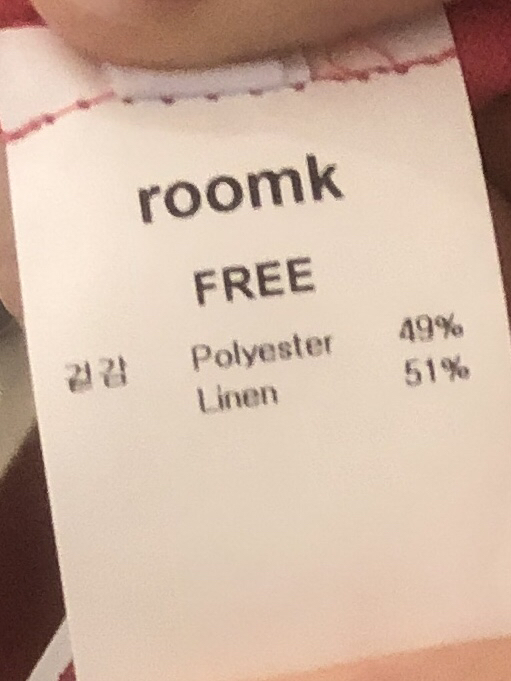 roomk
FREE
겉감 Polyester 49%
Linen 51%